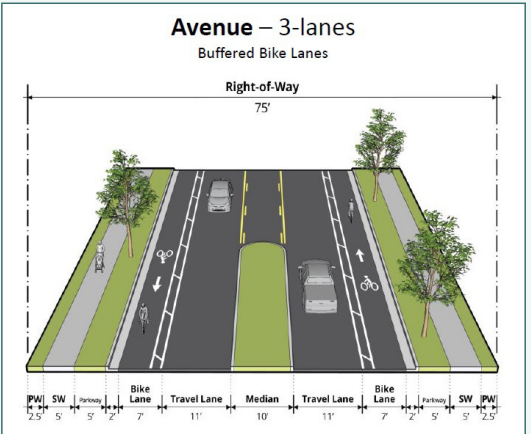 Avenue – 3-lanes
Buffered Bike Lanes
Right-of-Way
75'
PW SW Parkway Bike Lane Travel Lane Median Travel Lane Bike Lane Parkway SW PW
2.5' 5' 5' 2' 7' 11' 10' 11' 7' 2' 5' 5' 2.5'